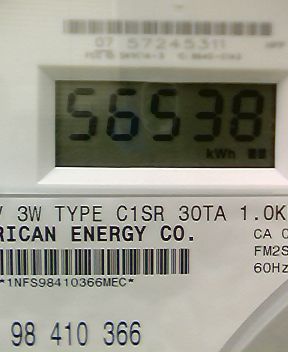 07 57245311
56538
kWh
V 3W TYPE C1SR 30TA 1.0K
RICAN ENERGY CO.
CA 0
FM2S
60Hz
*1NFS98410366MEC*
98 410 366